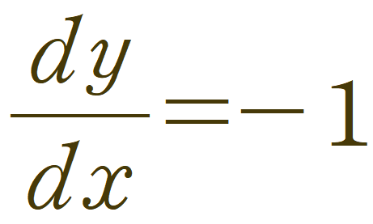 dy/dx = −1